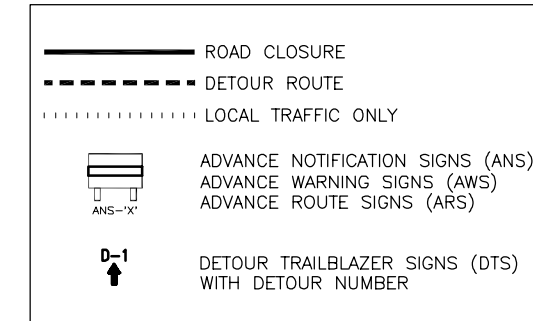 ROAD CLOSURE
DETOUR ROUTE
LOCAL TRAFFIC ONLY
ANS-'X'
ADVANCE NOTIFICATION SIGNS (ANS)
ADVANCE WARNING SIGNS (AWS)
ADVANCE ROUTE SIGNS (ARS)
D-1
DETOUR TRAILBLAZER SIGNS (DTS)
WITH DETOUR NUMBER